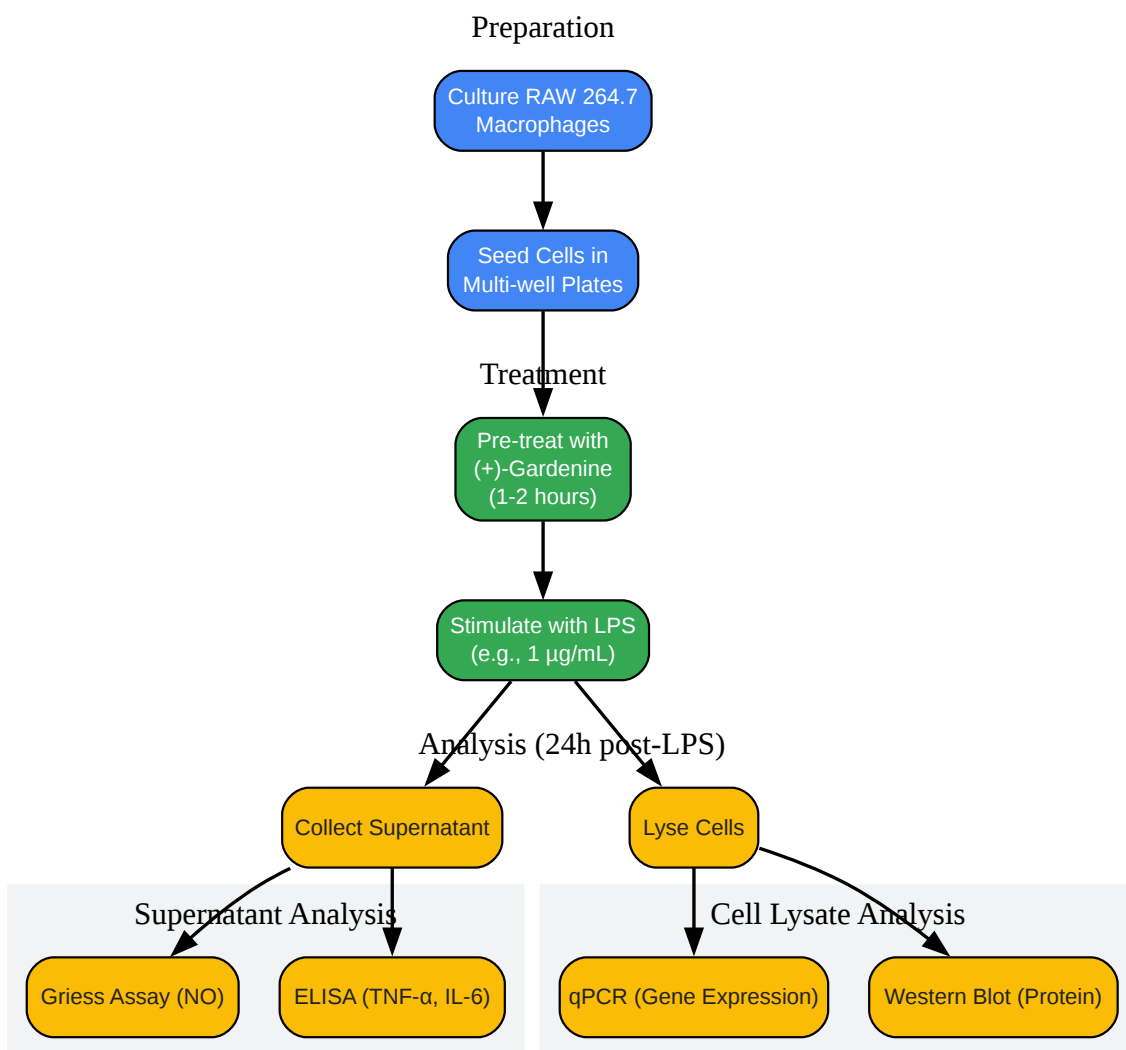 Preparation
Culture RAW 264.7
Macrophages
Seed Cells in
Multi-well Plates
Treatment
Pre-treat with
(+)-Gardenine
(1-2 hours)
Stimulate with LPS
(e.g., 1 µg/mL)
Analysis (24h post-LPS)
Collect Supernatant
Lyse Cells
Supernatant Analysis
Cell Lysate Analysis
Griess Assay (NO)
ELISA (TNF-α, IL-6)
qPCR (Gene Expression)
Western Blot (Protein)